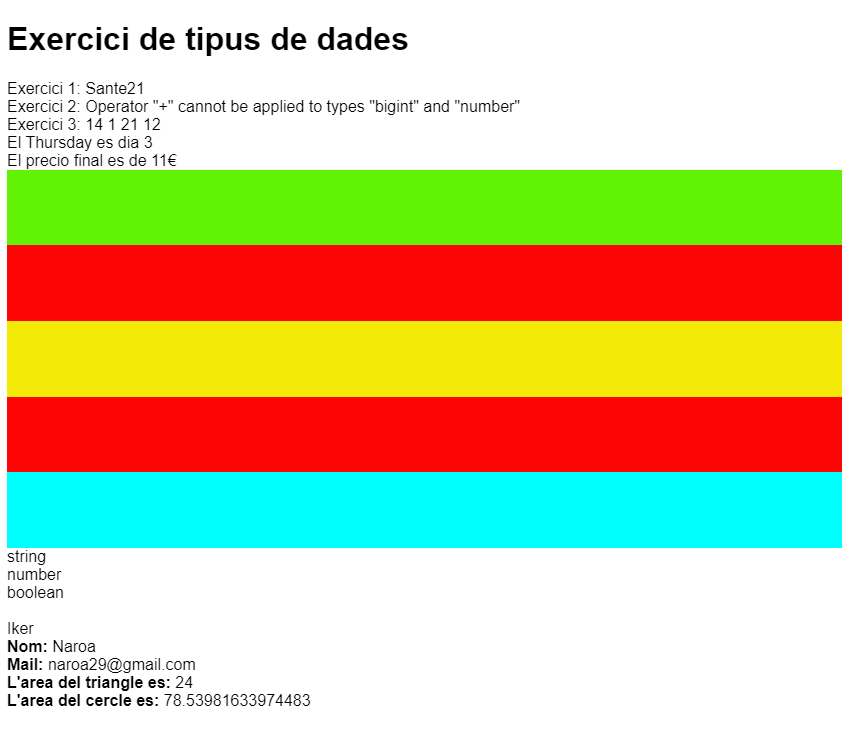 Exercici de tipus de dades
Exercici 1: Sante21
Exercici 2: Operator "+" cannot be applied to types "bigint" and "number"
Exercici 3: 14 1 21 12
El Thursday es dia 3
El precio final es de 11€
string
number
boolean
Iker
Nom: Naroa
Mail: naroa29@gmail.com
L'area del triangle es: 24
L'area del cercle es: 78.53981633974483